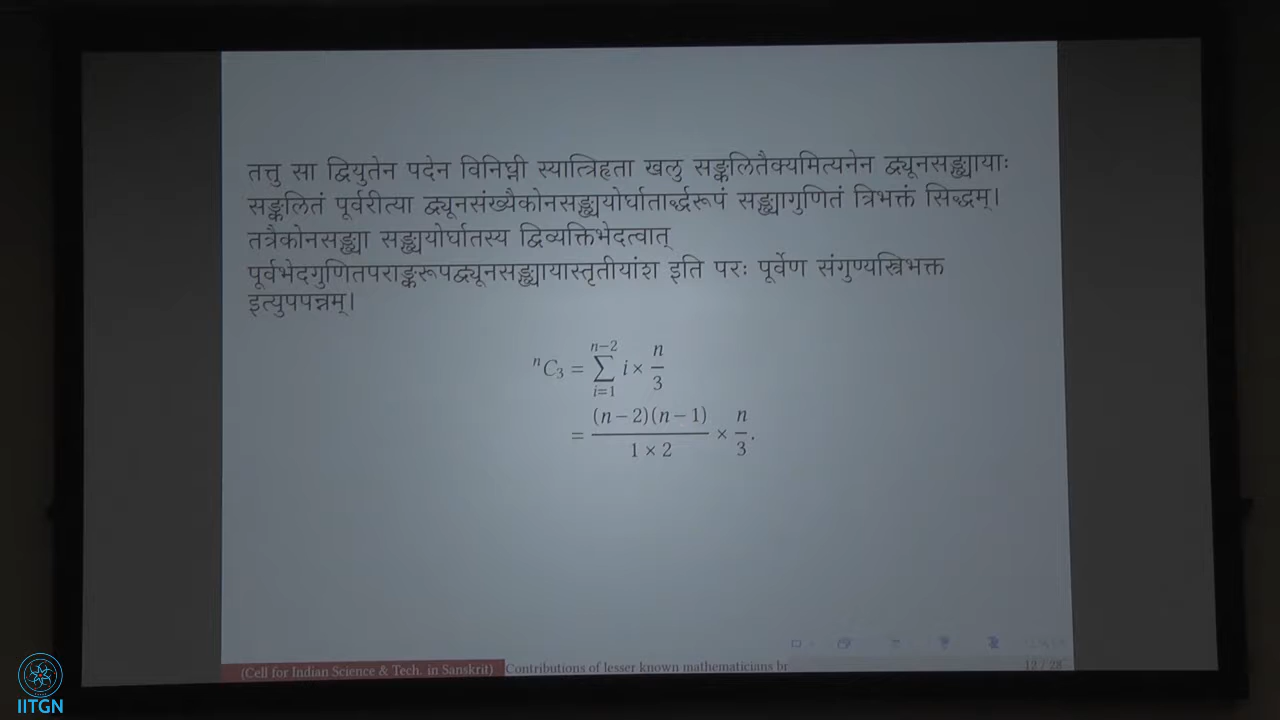 तत्तु सा द्वियुतेन पदेन विनिघ्नी स्यात्त्रिहृता खलु सङ्कलितैक्यमित्यनेन द्व्यूनसङ्ख्यायाः
सङ्कलितं पूर्वरीत्या द्व्यूनसंख्यैकोनसङ्ख्ययोर्घातार्द्धरूपं सङ्ख्यागुणितं त्रिभक्तं सिद्धम्।
तत्रैकोनसङ्ख्या सङ्ख्ययोर्घातस्य द्विव्यक्तिभेदत्वात्
पूर्वभेदगुणितपराङ्करूपद्व्यूनसङ्ख्यायास्तृतीयांश इति परः पूर्वेण संगुण्यस्त्रिभक्त
इत्युपपन्नम्।
ⁿC₃ = ∑_{i=1}^{n−2} i × n/3
= (n−2)(n−1)/(1 × 2) × n/3.
(Cell for Indian Science & Tech. in Sanskrit) Contributions of lesser known mathematicians br 12 / 28
IITGN